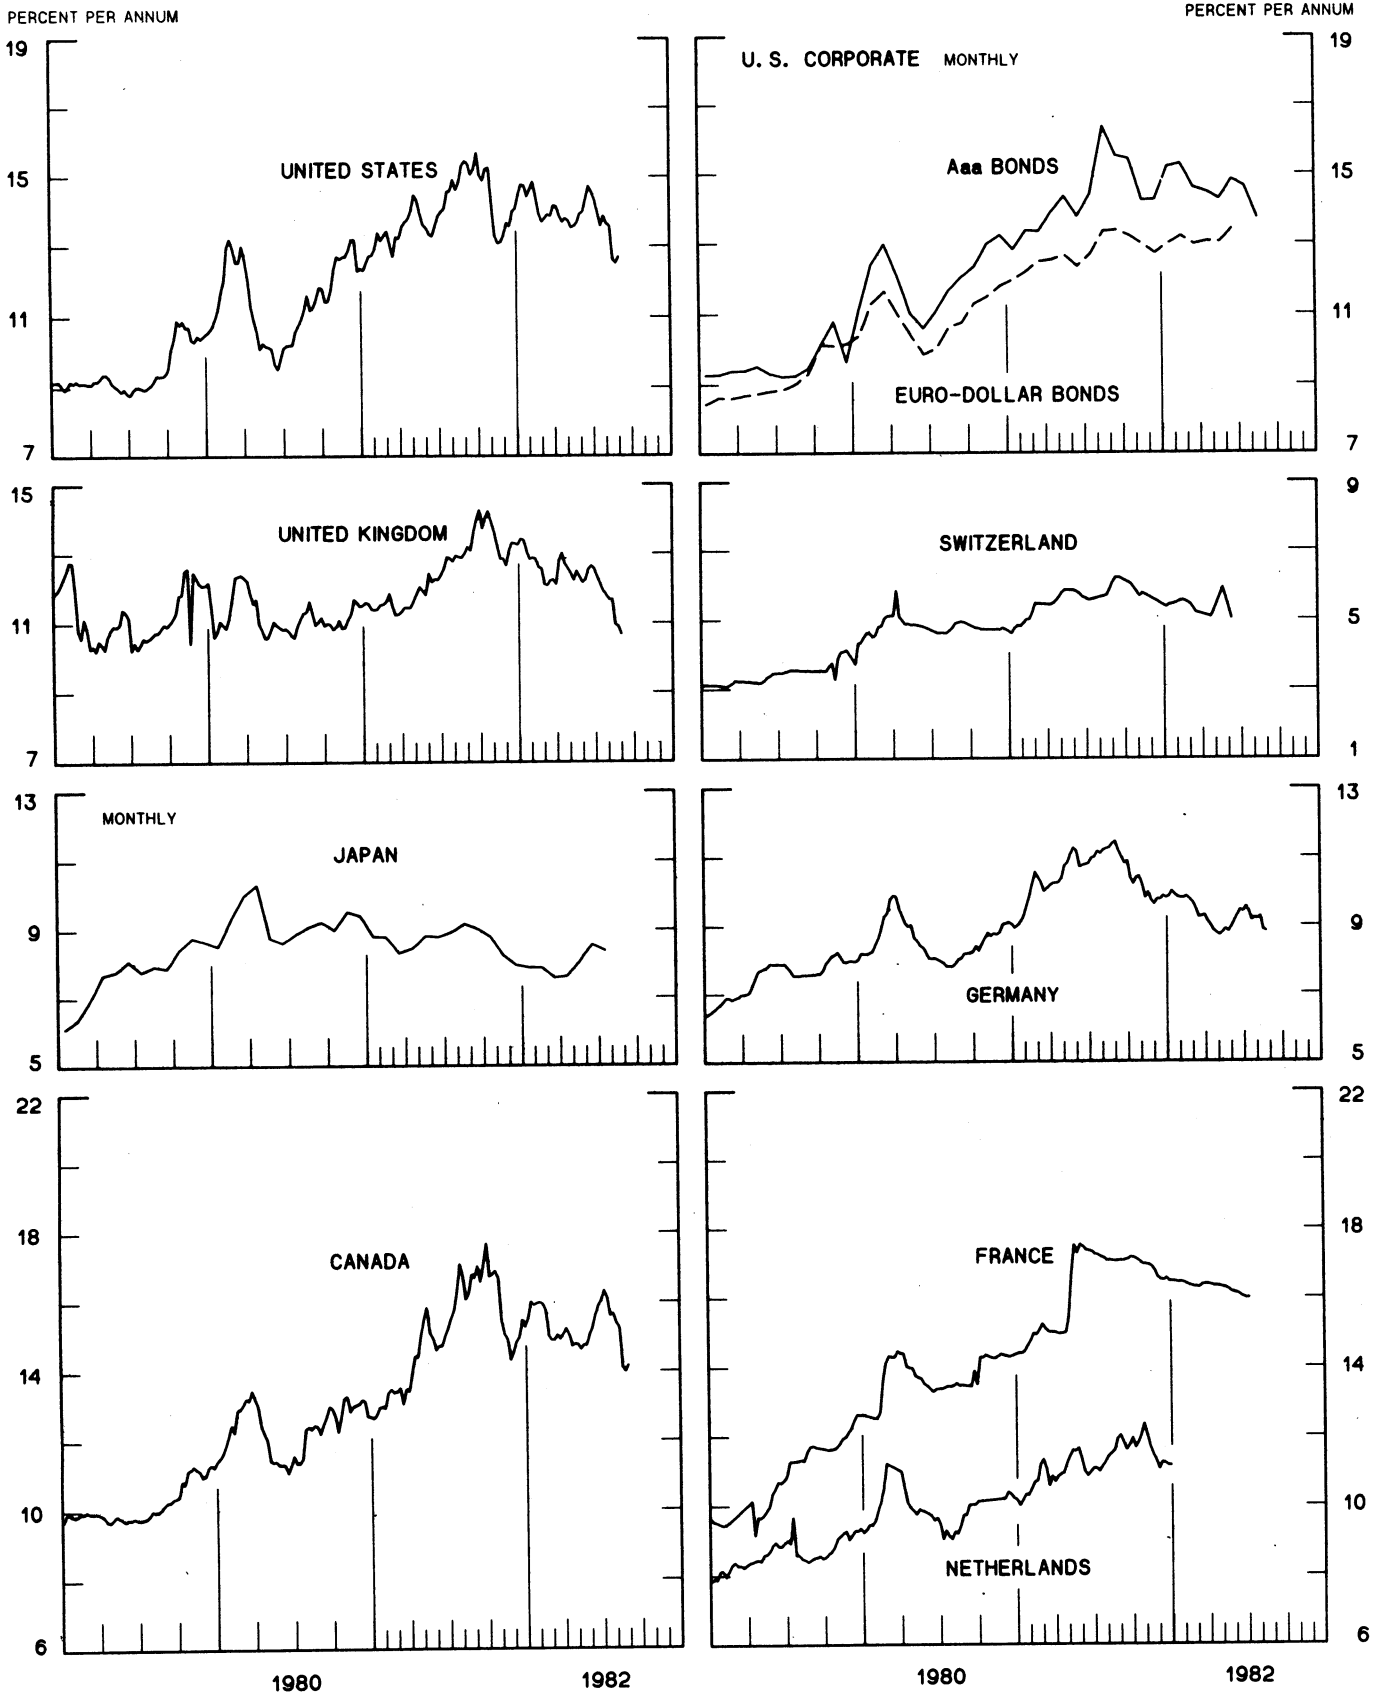 PERCENT PER ANNUM
PERCENT PER ANNUM
19
UNITED STATES
15
11
7
U. S. CORPORATE MONTHLY
19
Aaa BONDS
15
11
EURO-DOLLAR BONDS
7
15
UNITED KINGDOM
11
7
9
SWITZERLAND
5
1
13
MONTHLY
JAPAN
9
5
13
9
GERMANY
5
22
18
CANADA
14
10
6
1980
1982
22
18
FRANCE
14
10
NETHERLANDS
6
1980
1982